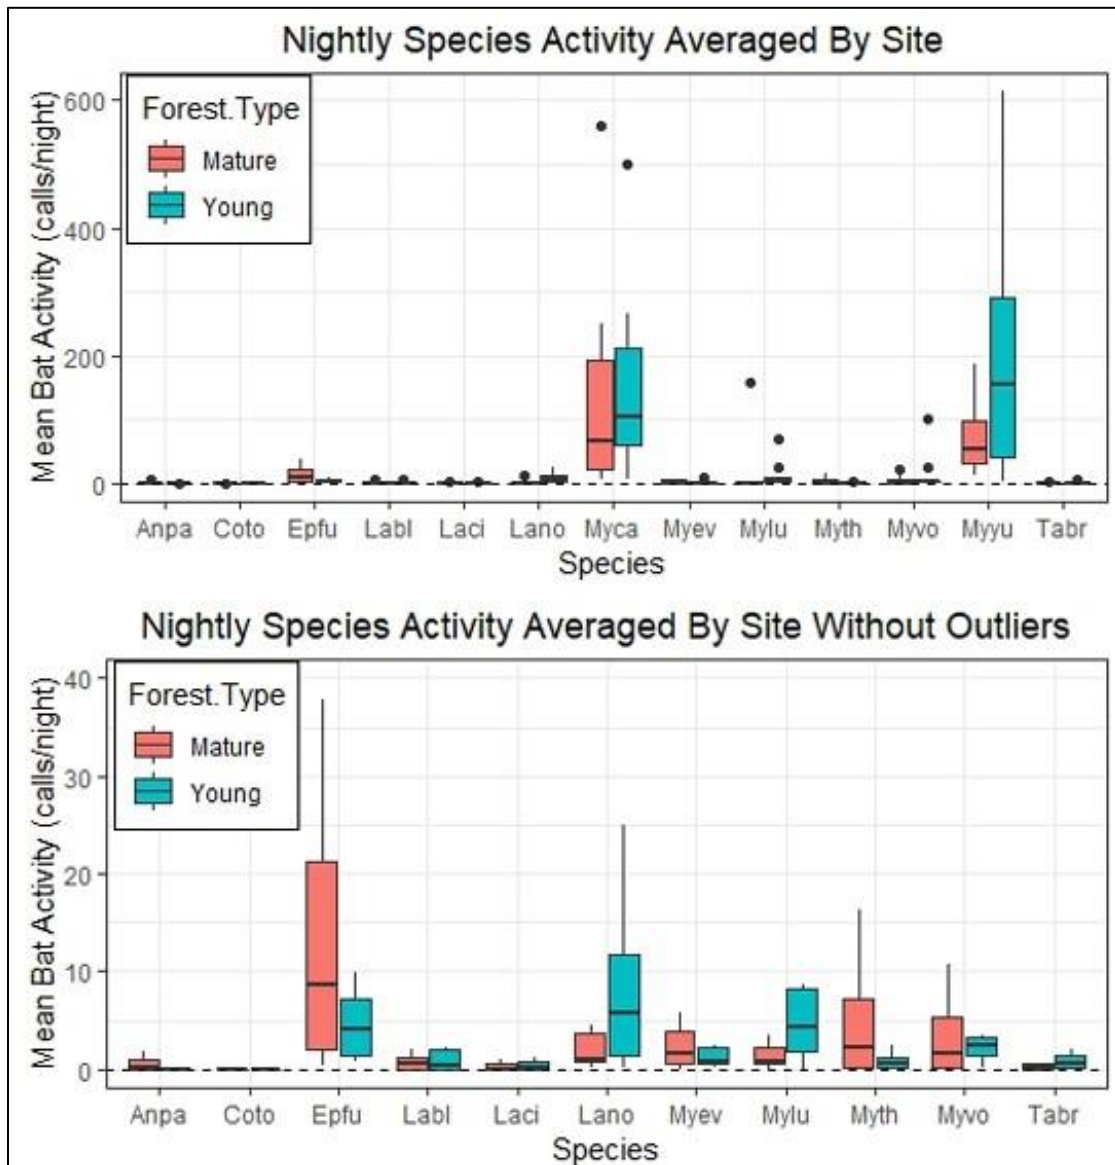 Nightly Species Activity Averaged By Site
Mean Bat Activity (calls/night)
600
400
200
0
Forest.Type
Mature
Young
Anpa Coto Epfu Labl Laci Lano Myca Myev Mylu Myth Myvo Myyu Tabr
Species
Nightly Species Activity Averaged By Site Without Outliers
Mean Bat Activity (calls/night)
40
30
20
10
0
Forest.Type
Mature
Young
Anpa Coto Epfu Labl Laci Lano Myev Mylu Myth Myvo Tabr
Species